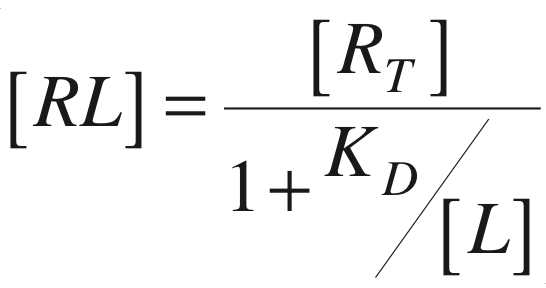 [RL] = [R_T] / (1 + K_D/[L])